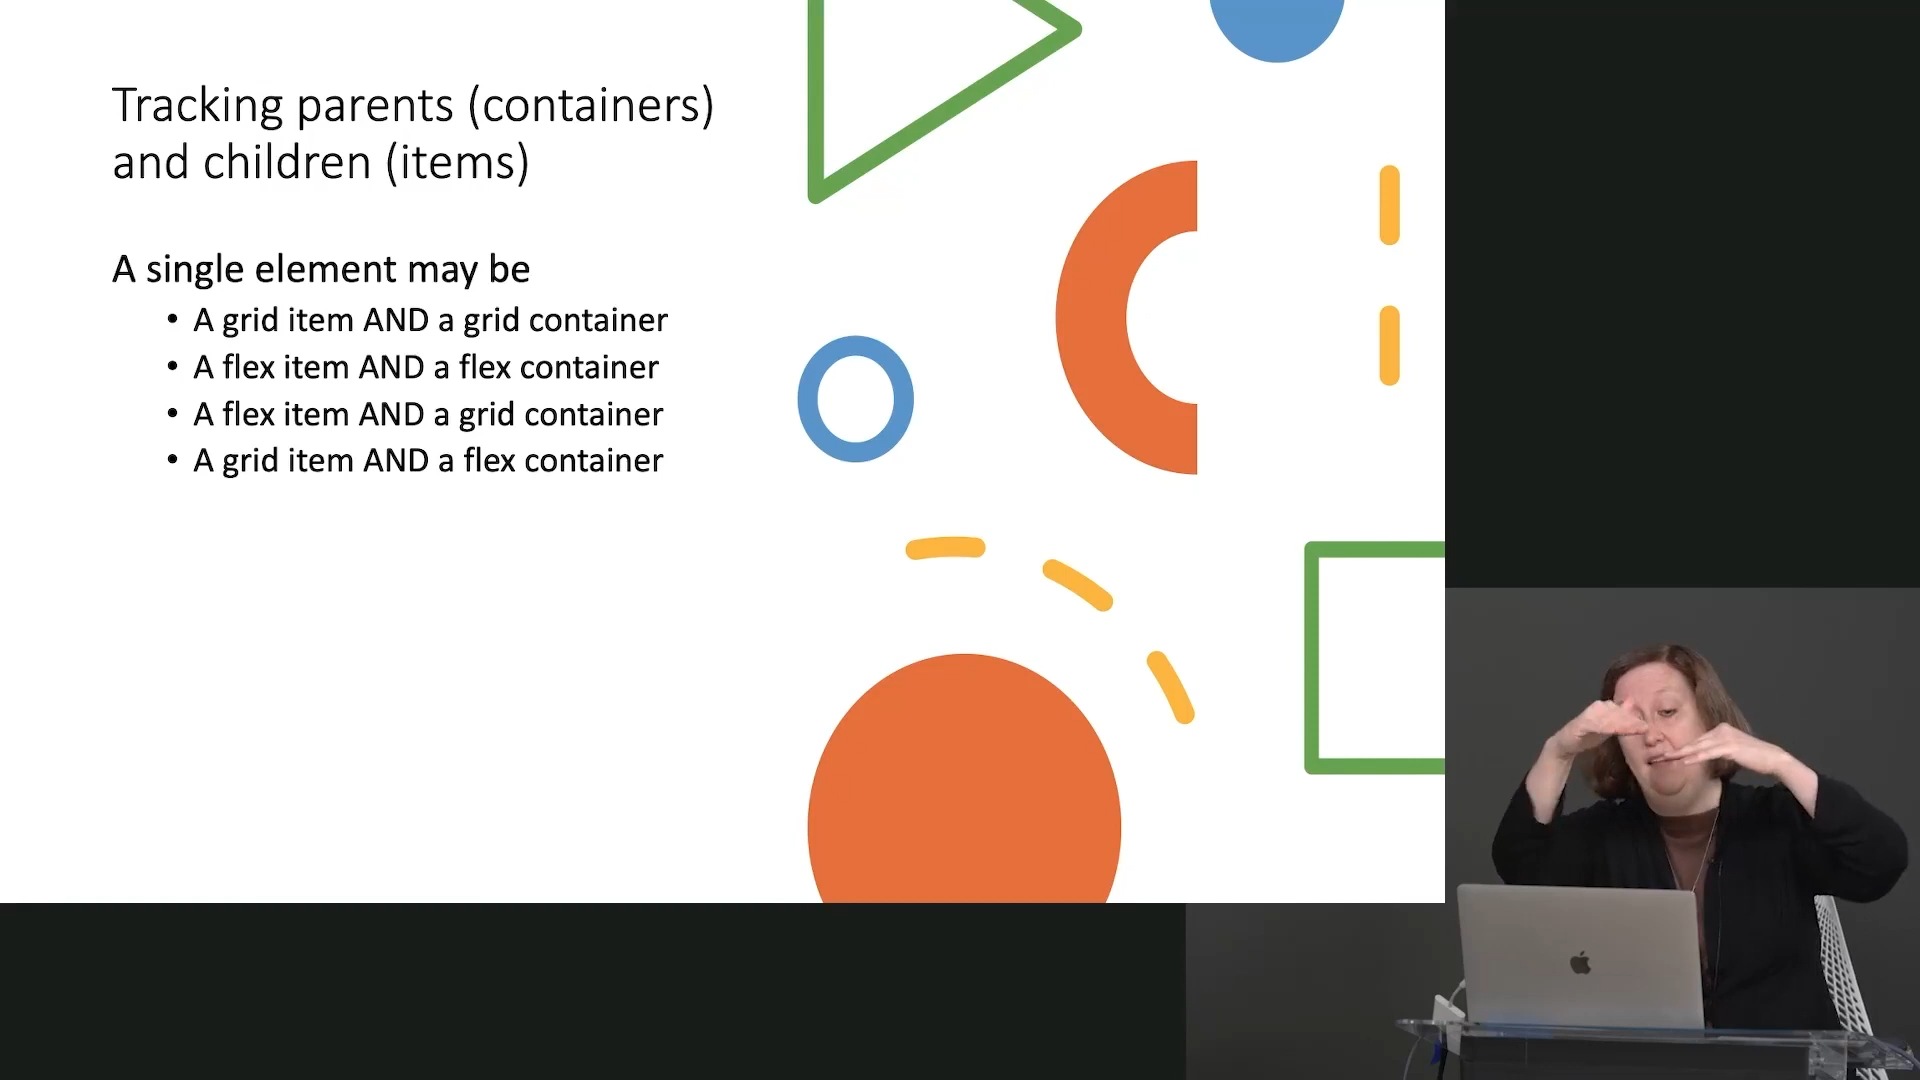 Tracking parents (containers)
and children (items)
A single element may be
• A grid item AND a grid container
• A flex item AND a flex container
• A flex item AND a grid container
• A grid item AND a flex container